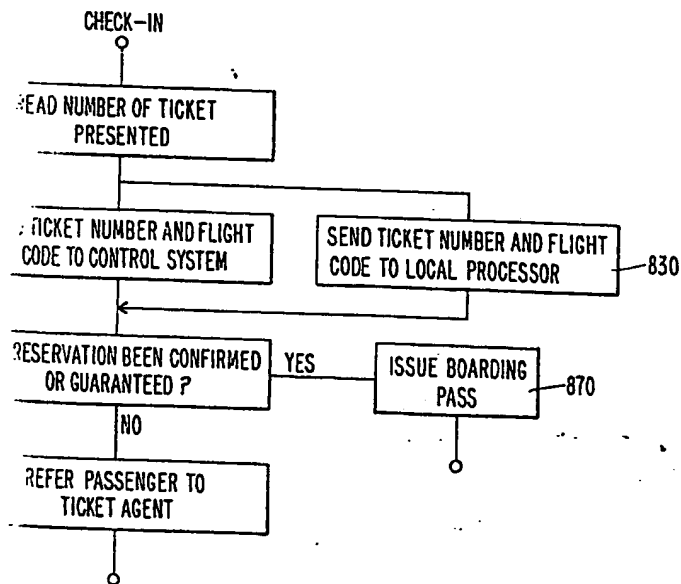 CHECK-IN
EAD NUMBER OF TICKET
PRESENTED
TICKET NUMBER AND FLIGHT
CODE TO CONTROL SYSTEM
SEND TICKET NUMBER AND FLIGHT
CODE TO LOCAL PROCESSOR
830
RESERVATION BEEN CONFIRMED
OR GUARANTEED ?
YES
ISSUE BOARDING
PASS
870
NO
REFER PASSENGER TO
TICKET AGENT